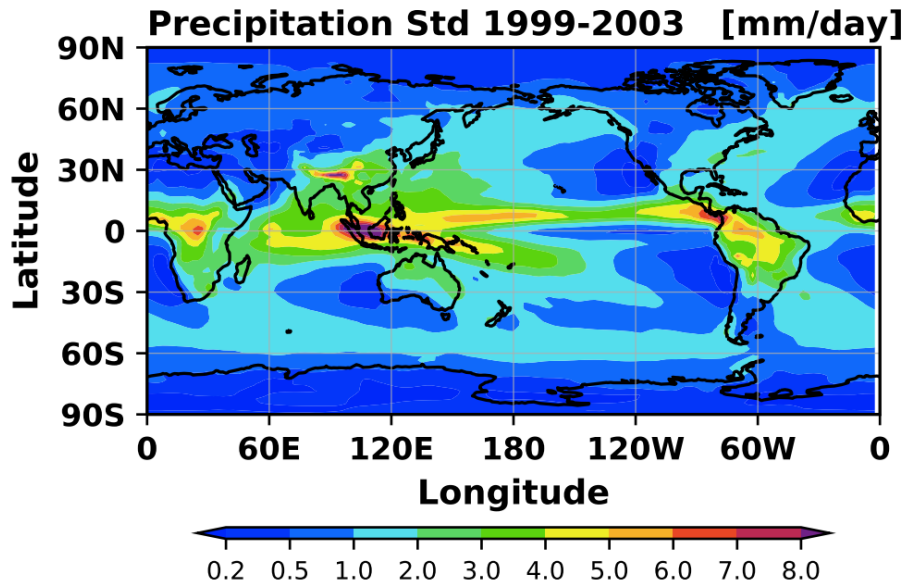 Precipitation Std 1999-2003 [mm/day]
90N
60N
30N
0
30S
60S
90S
Latitude
0 60E 120E 180 120W 60W 0
Longitude
0.2 0.5 1.0 2.0 3.0 4.0 5.0 6.0 7.0 8.0